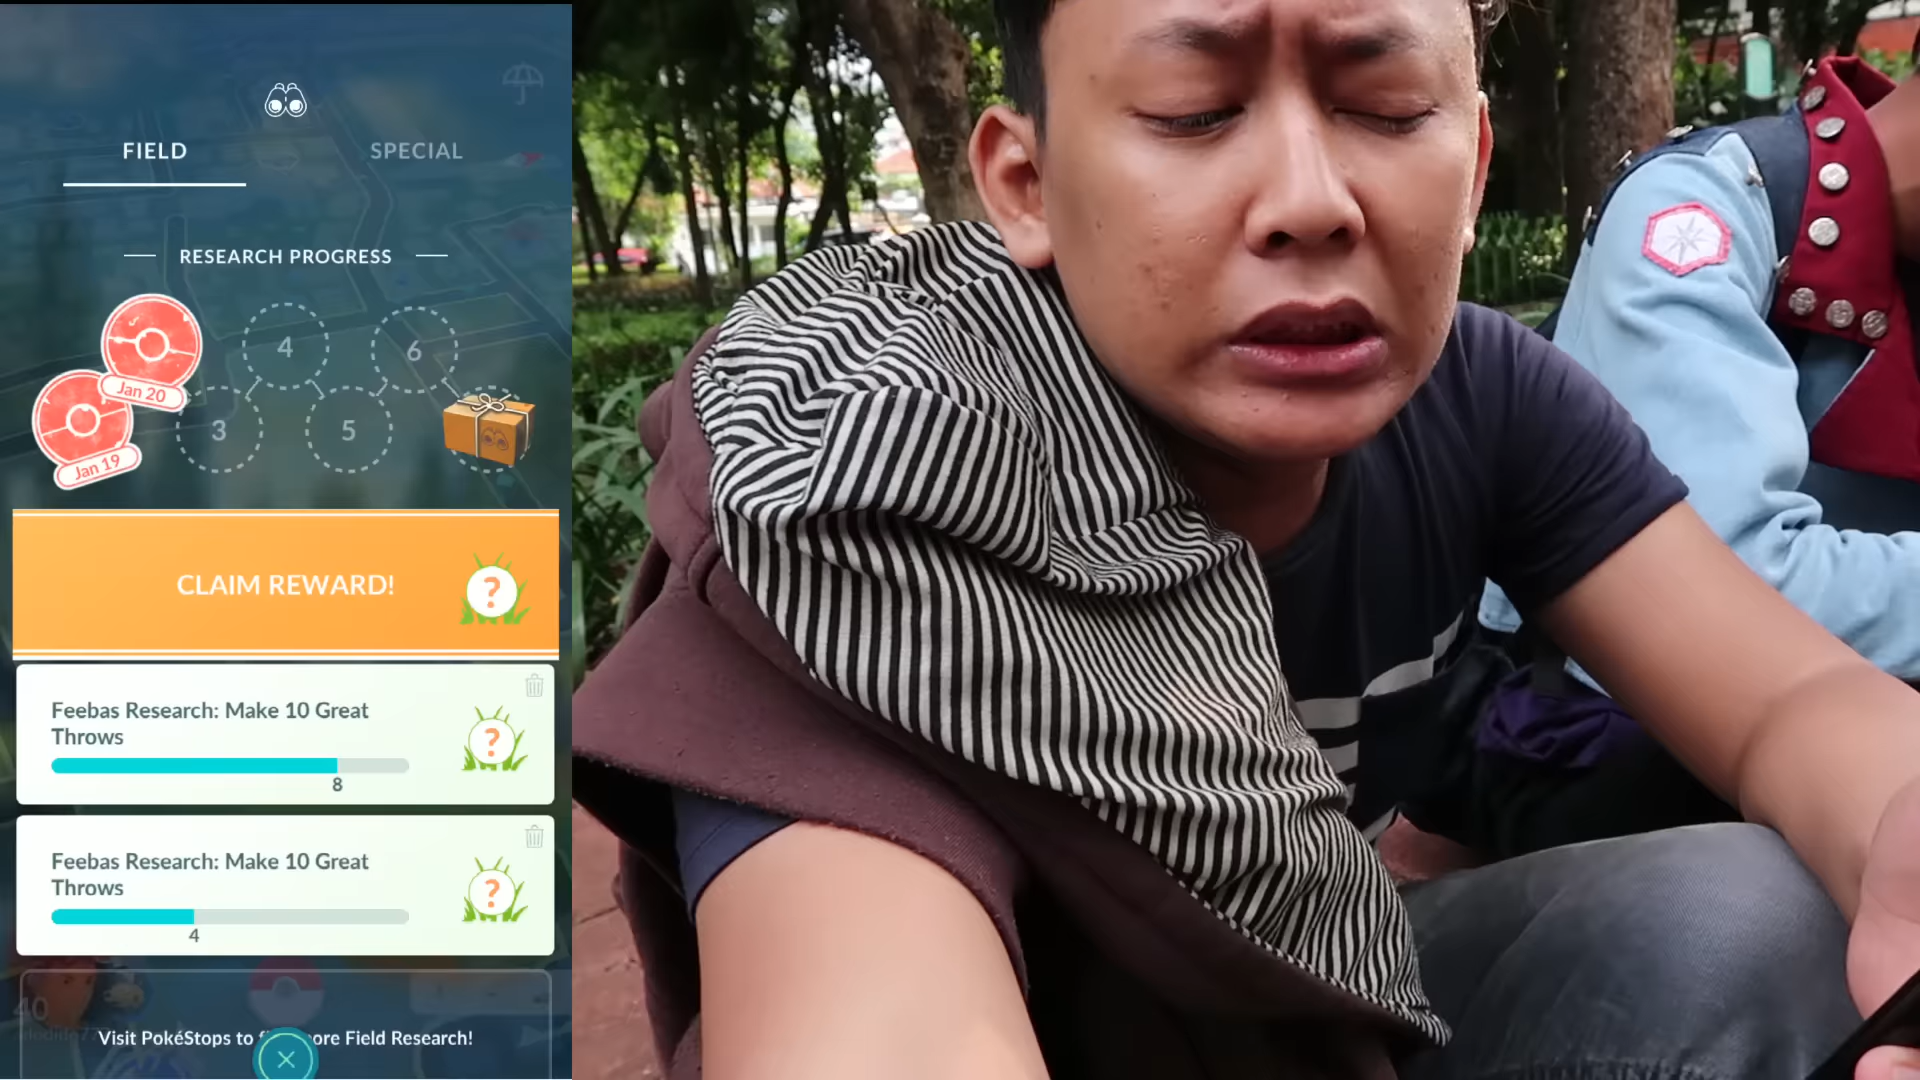 FIELD
SPECIAL
RESEARCH PROGRESS
Jan 20
4
6
Jan 19
3
5
CLAIM REWARD!
?
Feebas Research: Make 10 Great
Throws
?
8
Feebas Research: Make 10 Great
Throws
?
4
40
Visit PokéStops to ore Field Research!